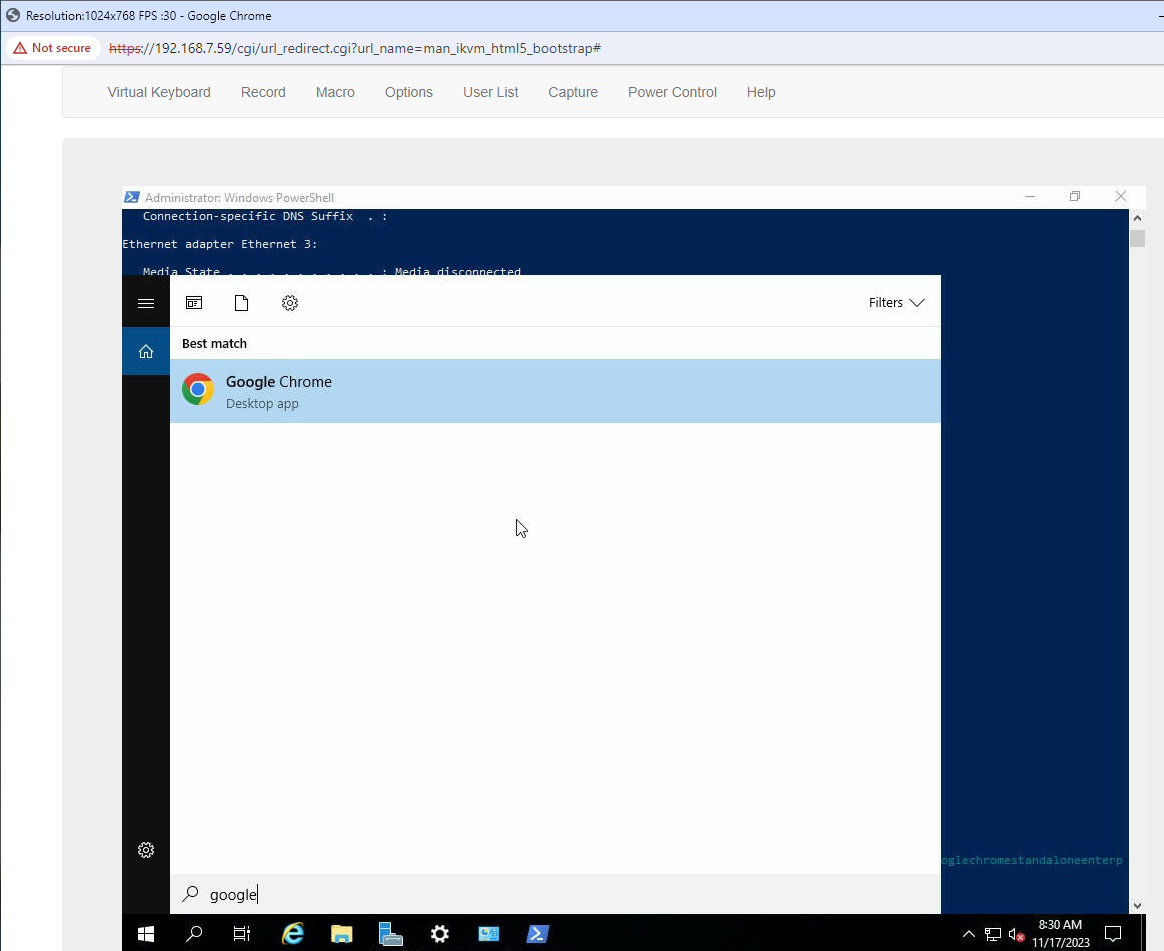 Resolution:1024x768 FPS :30 - Google Chrome
Not secure https://192.168.7.59/cgi/url_redirect.cgi?url_name=man_ikvm_html5_bootstrap#
Virtual Keyboard Record Macro Options User List Capture Power Control Help
Administrator: Windows PowerShell
Connection-specific DNS Suffix . :
Ethernet adapter Ethernet 3:
Media State . . . . . . . . . . . : Media disconnected
Filters
Best match
Google Chrome
Desktop app
oglechromestandaloneenterp
google
8:30 AM
11/17/2023